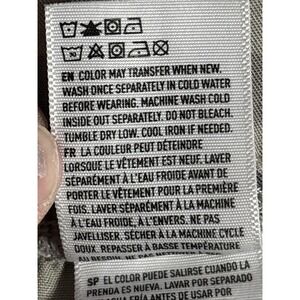 EN COLOR MAY TRANSFER WHEN NEW.
WASH ONCE SEPARATELY IN COLD WATER
BEFORE WEARING. MACHINE WASH COLD
INSIDE OUT SEPARATELY. DO NOT BLEACH.
TUMBLE DRY LOW. COOL IRON IF NEEDED.
FR LA COULEUR PEUT DÉTEINDRE
LORSQUE LE VÊTEMENT EST NEUF. LAVER
SÉPARÉMENT À L'EAU FROIDE AVANT DE
PORTER LE VÊTEMENT POUR LA PREMIÈRE
FOIS. LAVER SÉPARÉMENT À LA MACHINE
À L'EAU FROIDE, À L'ENVERS. NE PAS
JAVELLISER. SÉCHER À LA MACHINE CYCLE
DOUX. REPASSER À BASSE TEMPÉRATURE
AU BESOIN. NE PAS
SP EL COLOR PUEDE SALIRSE CUANDO LA
PRENDA ES NUEVA. LAVAR POR SEPARADO